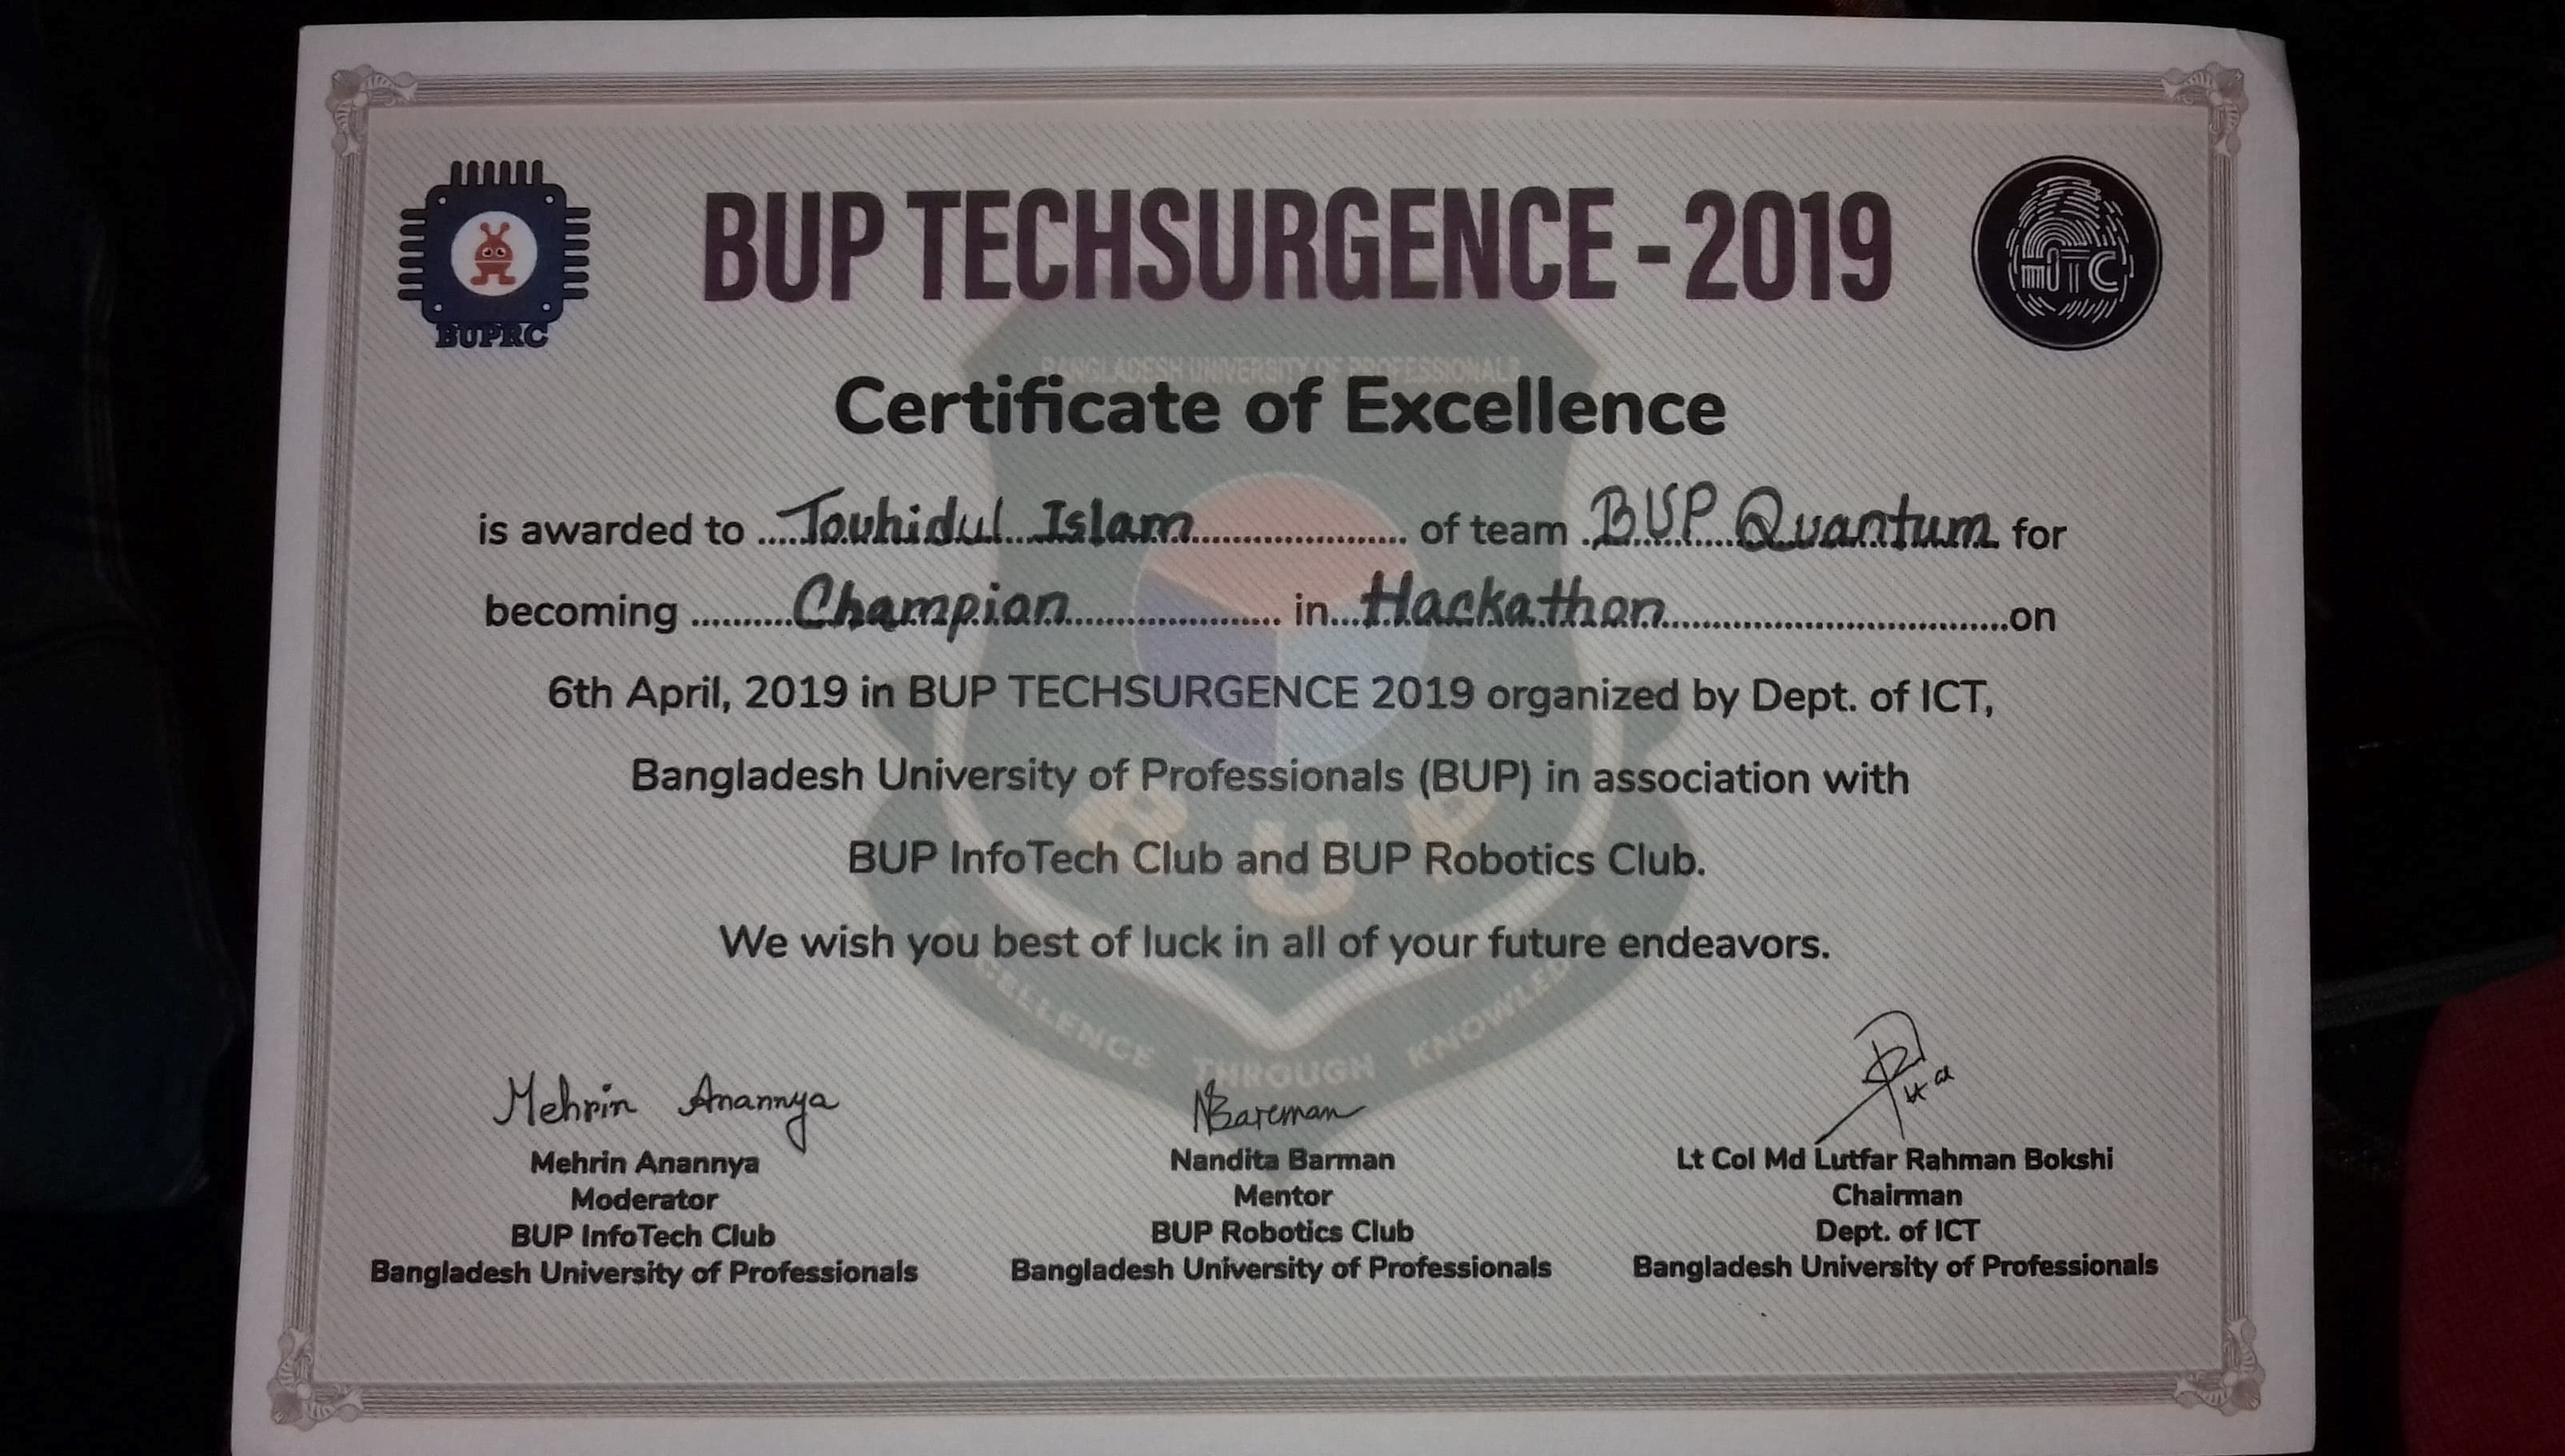 BUPRC
BUP TECHSURGENCE - 2019
ITC
BANGLADESH UNIVERSITY OF PROFESSIONALS
Certificate of Excellence
is awarded to .....Touhidul Islam..................... of team .BUP Quantum. for
becoming ..........Champion...................... in...Hackathon...................................on
6th April, 2019 in BUP TECHSURGENCE 2019 organized by Dept. of ICT,
Bangladesh University of Professionals (BUP) in association with
BUP
BUP InfoTech Club and BUP Robotics Club.
We wish you best of luck in all of your future endeavors.
EXCELLENCE THROUGH KNOWLEDGE
Mehrin Anannya NBareman Lt Col
Mehrin Anannya Nandita Barman Lt Col Md Lutfar Rahman Bokshi
Moderator Mentor Chairman
BUP InfoTech Club BUP Robotics Club Dept. of ICT
Bangladesh University of Professionals Bangladesh University of Professionals Bangladesh University of Professionals